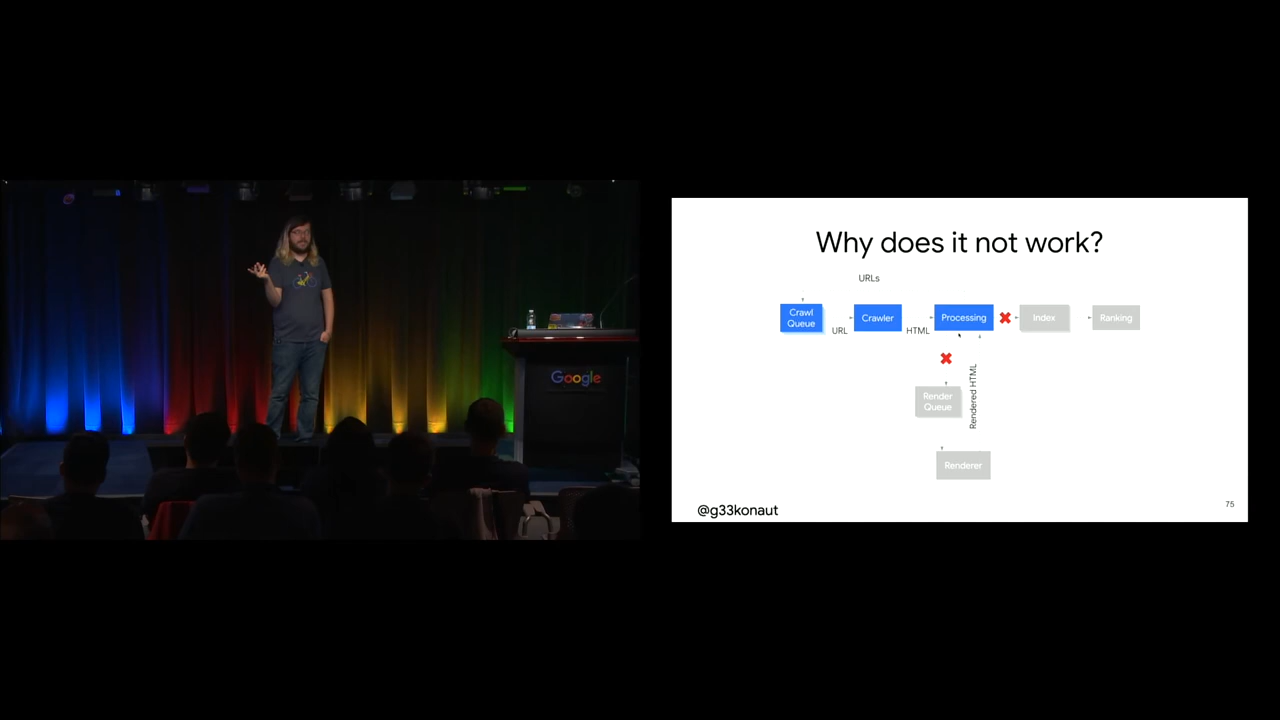 Google
Why does it not work?
URLs
Crawl
Queue
URL
Crawler
HTML
Processing
Index
Ranking
Render
Queue
Rendered HTML
Renderer
@g33konaut
75